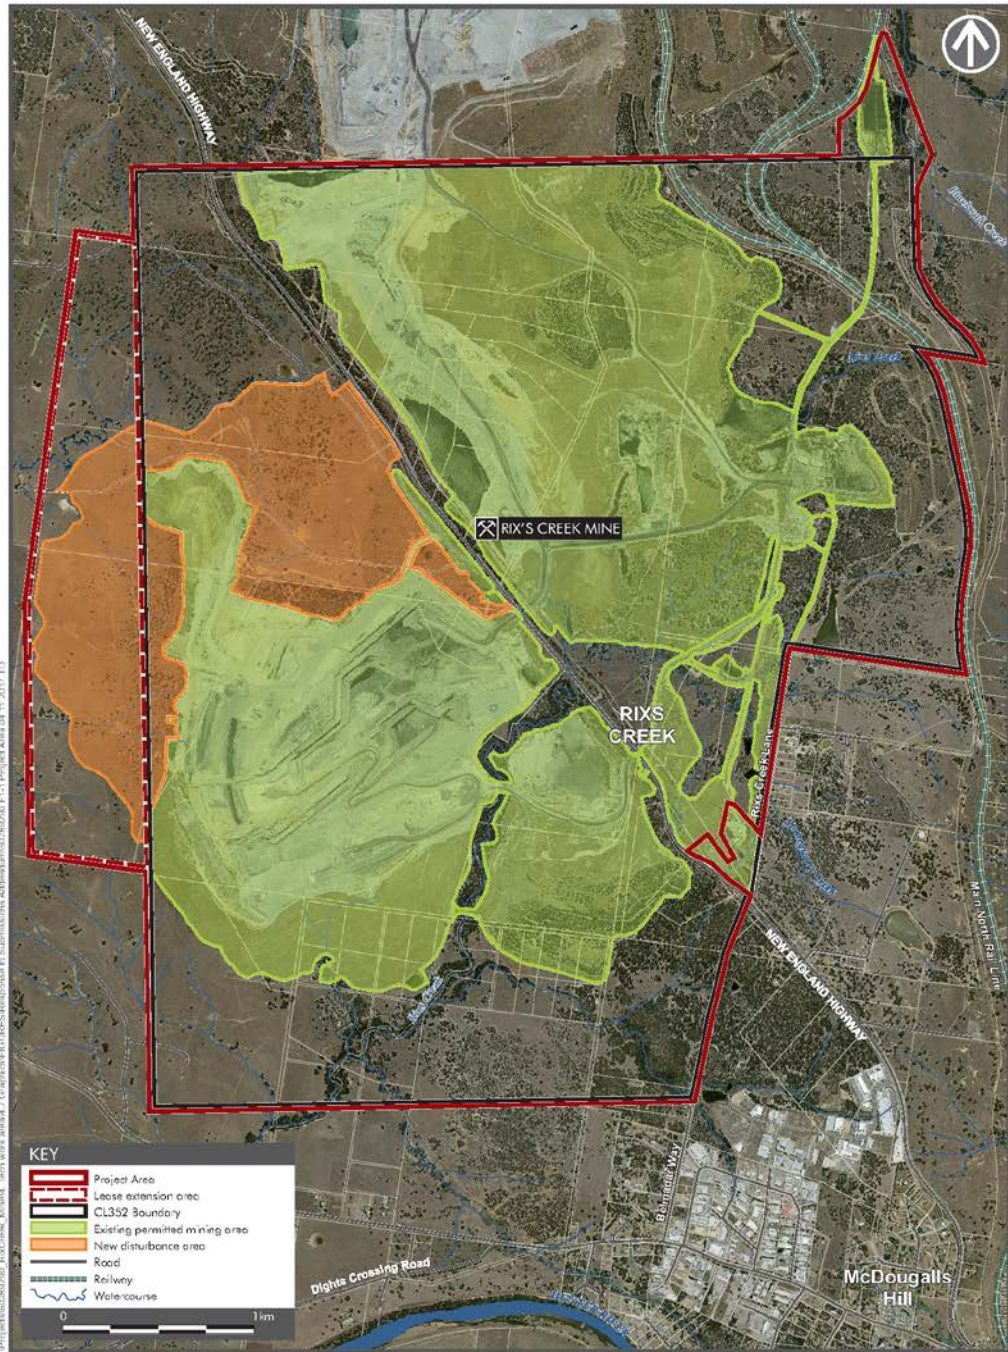 NEW ENGLAND HIGHWAY
RIX'S CREEK MINE
RIXS
CREEK
Rixs Creek Lane
Main North Rail Line
NEW ENGLAND HIGHWAY
Bolmorall Way
Dights Crossing Road
McDougalls
Hill
KEY
Project Area
Lease extension area
CL352 Boundary
Existing permitted mining area
New disturbance area
Road
Railway
Watercourse
0
1km